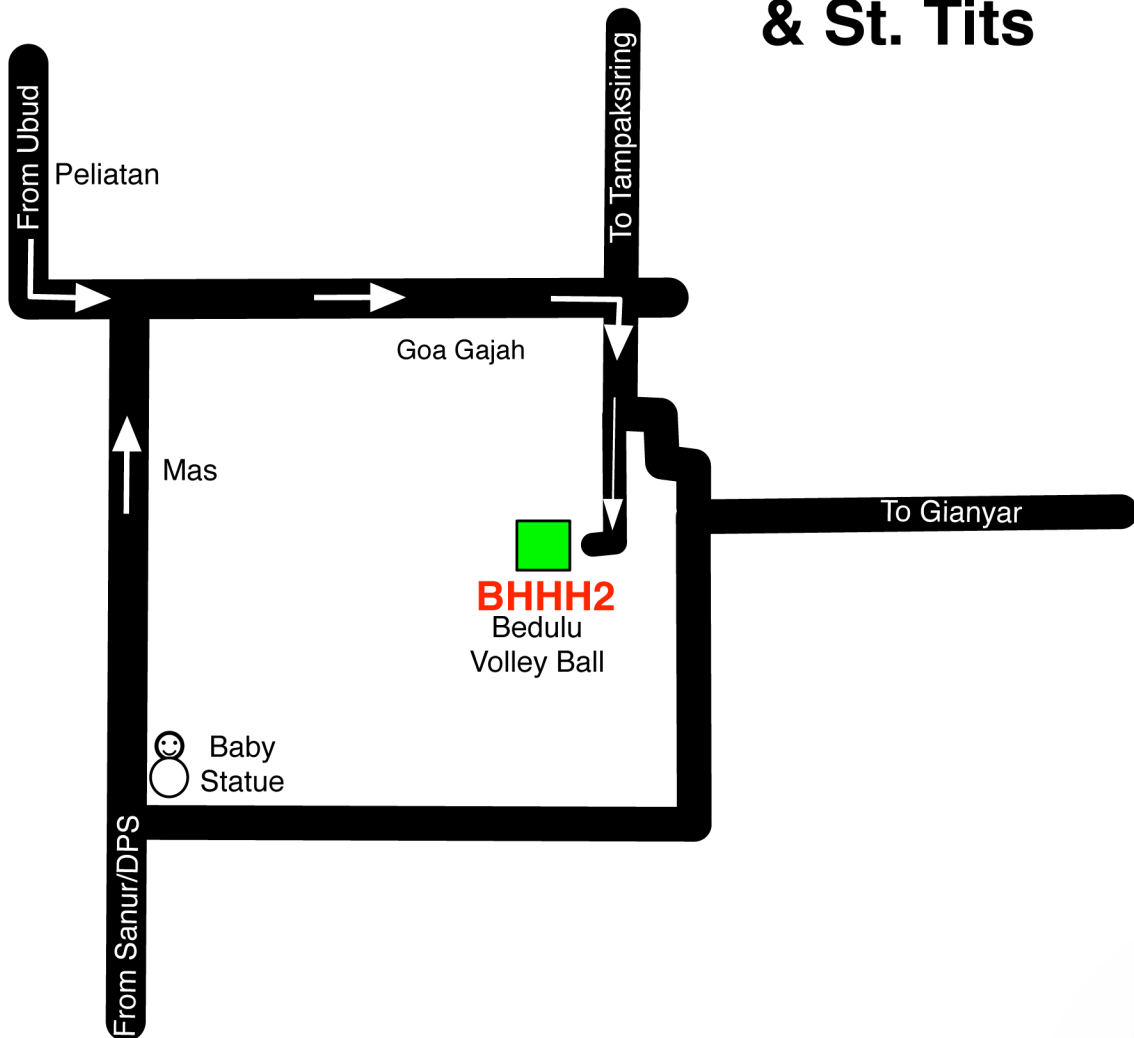 & St. Tits
From Ubud
To Tampaksiring
Peliatan
Goa Gajah
Mas
To Gianyar
BHHH2
Bedulu
Volley Ball
Baby
Statue
From Sanur/DPS